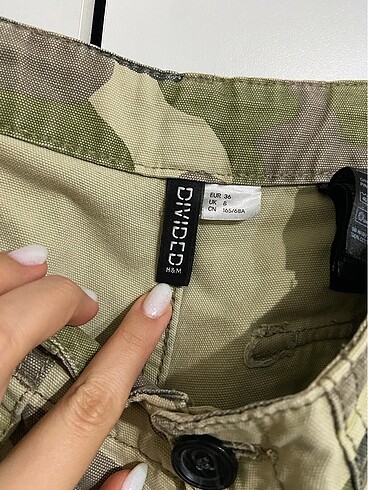 DIVIDED
H&M
EUR 36
UK 8
CN 165/68A